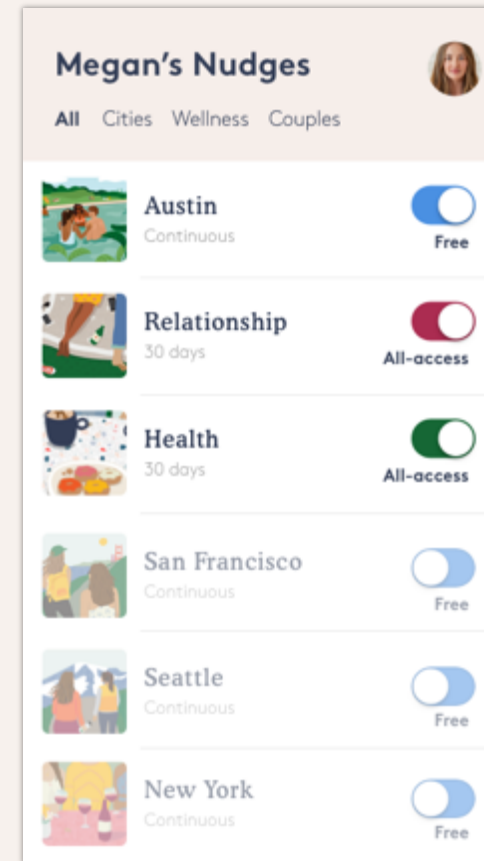 Megan’s Nudges
All Cities Wellness Couples
Austin
Continuous
Free
Relationship
30 days
All-access
Health
30 days
All-access
San Francisco
Continuous
Free
Seattle
Continuous
Free
New York
Continuous
Free